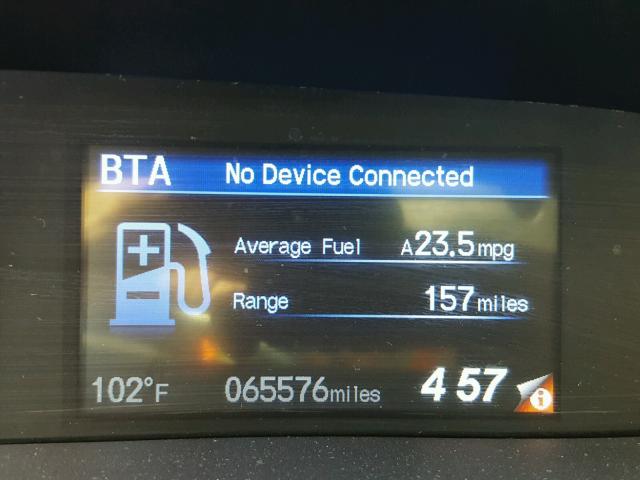 BTA No Device Connected
Average Fuel A23.5mpg
Range 157miles
102°F 065576miles 4 57 i